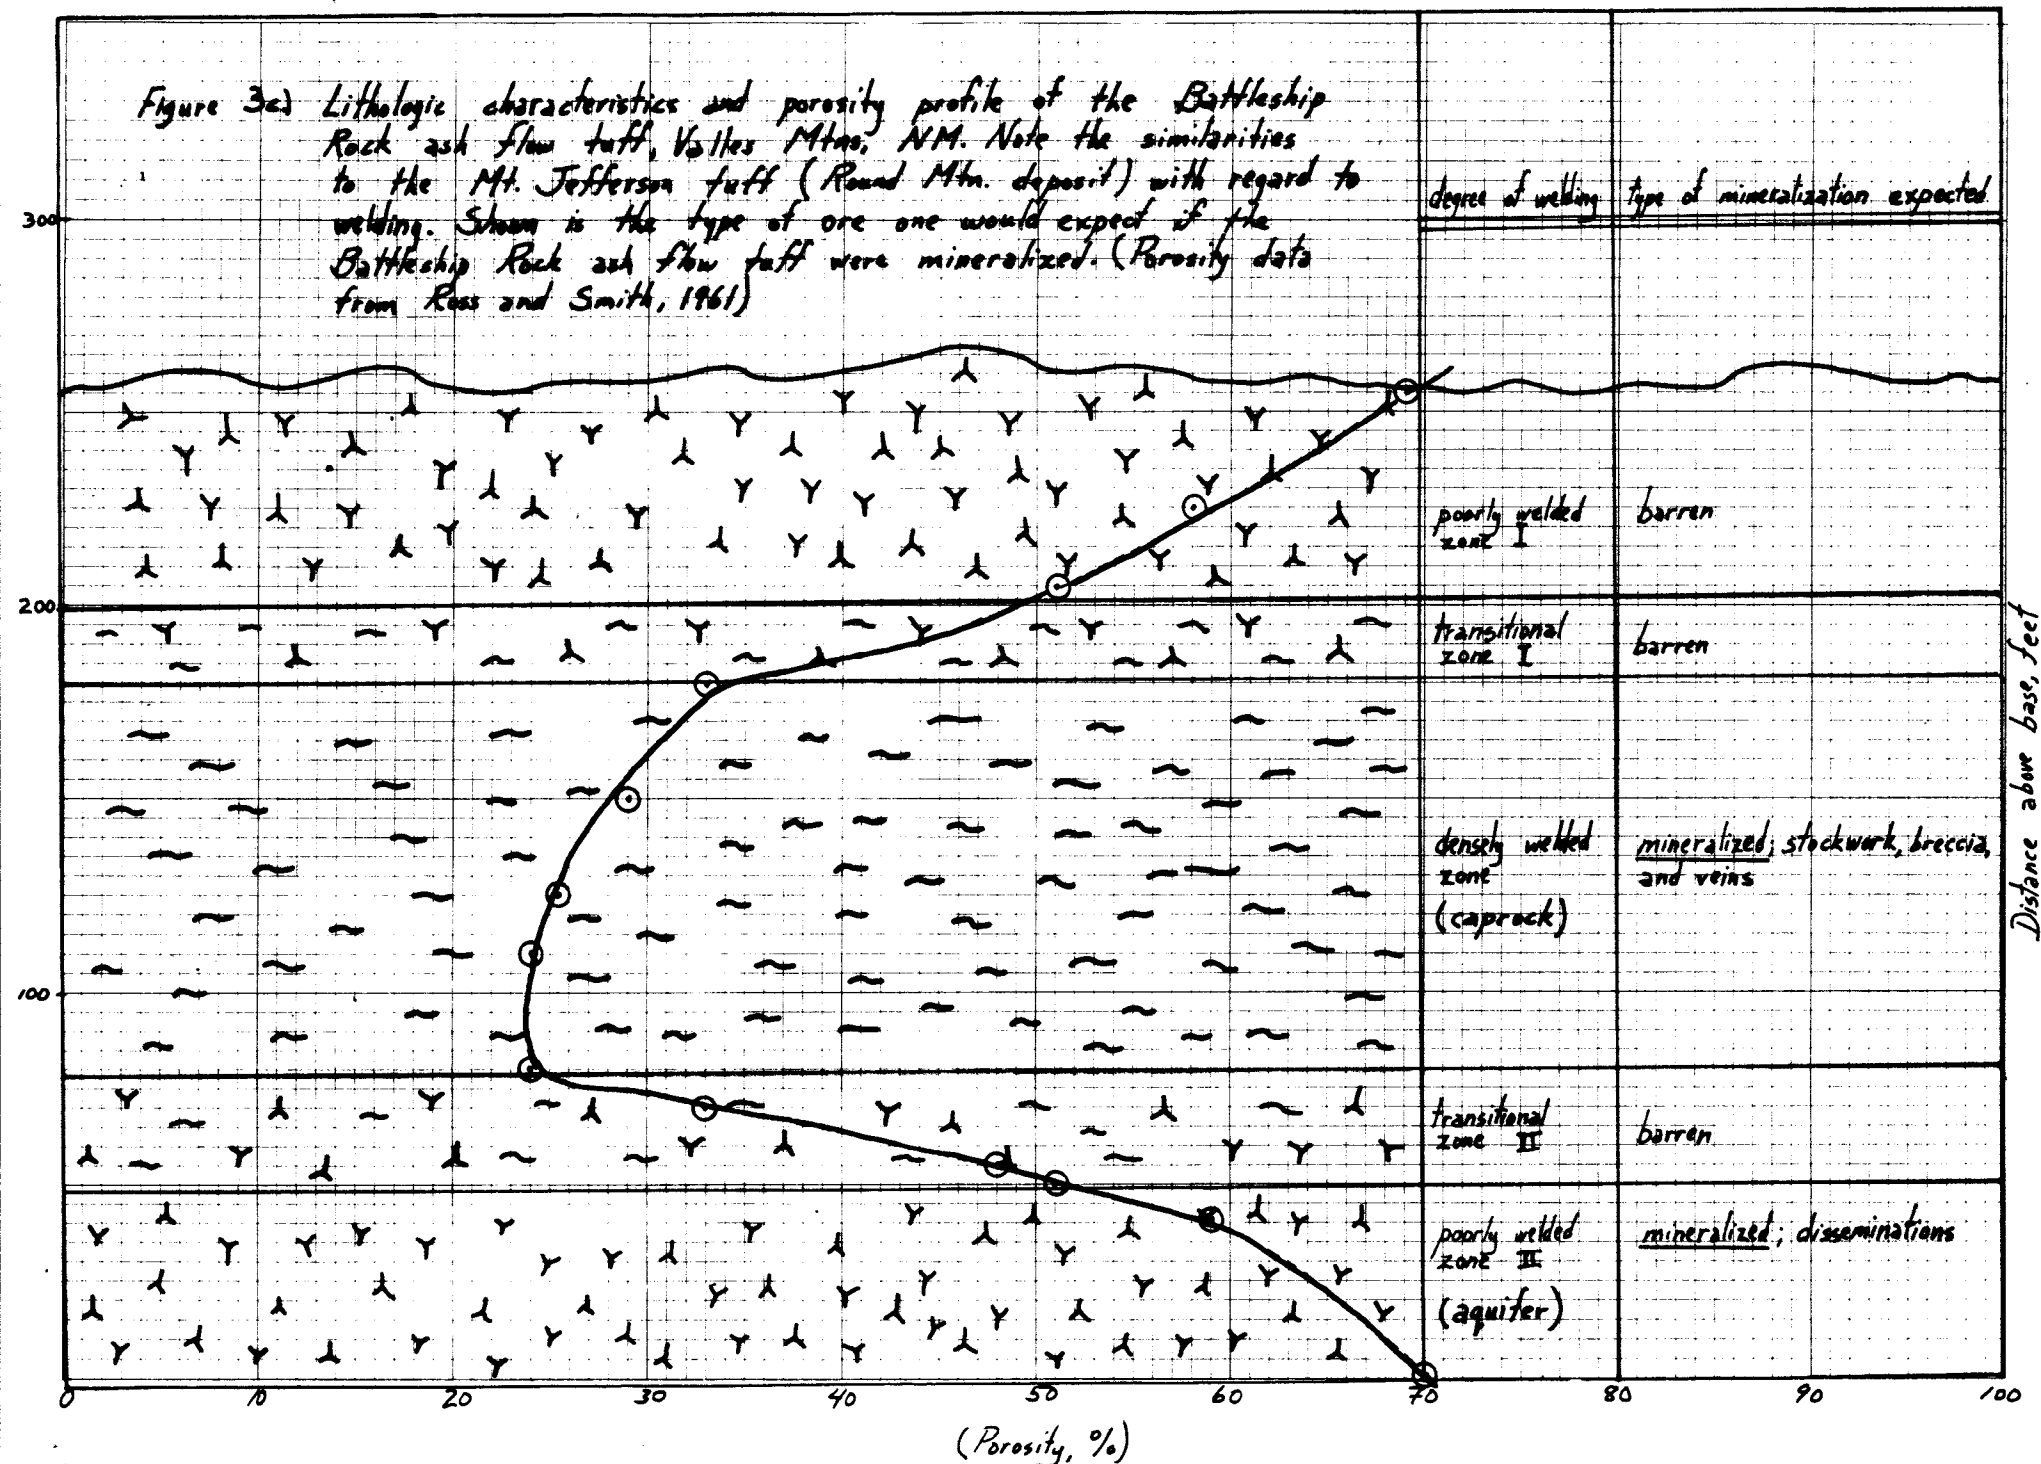 Figure 3c) Lithologic characteristics and porosity profile of the Battleship
Rock ash flow tuff, Valles Mtns, NM. Note the similarities
to the Mt. Jefferson tuff (Round Mtn. deposit) with regard to
welding. Shown is the type of ore one would expect if the
Battleship Rock ash flow tuff were mineralized. (Porosity data
from Ross and Smith, 1961)
degree of welding
type of mineralization expected
300
200
100
poorly welded
zone I
barren
transitional
zone I
barren
densely welded
zone
(caprock)
mineralized; stockwork, breccia,
and veins
transitional
zone II
barren
poorly welded
zone II
(aquifer)
mineralized; disseminations
Distance above base, feet
0 10 20 30 40 50 60 70 80 90 100
(Porosity, %)